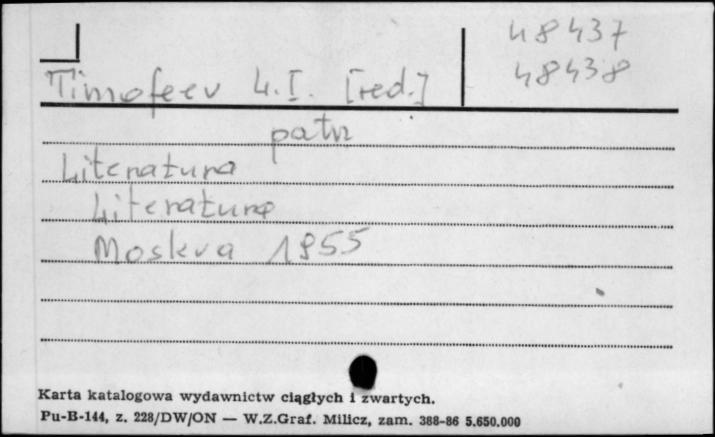 48437
48438
Timofeev L.I. [red.]
patrz
Literatura
Literatura
Moskva 1955
Karta katalogowa wydawnictw ciągłych i zwartych.
Pu-B-144, z. 228/DW/ON — W.Z.Graf. Milicz, zam. 388-86 5.650.000